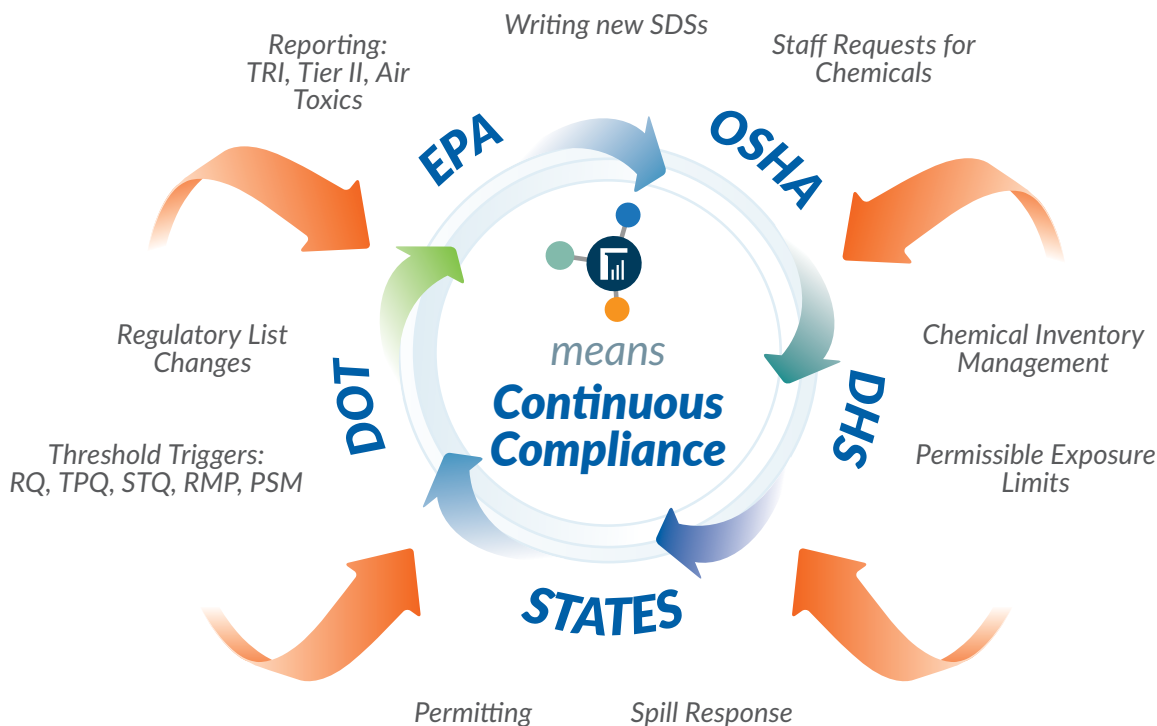 Writing new SDSs
Reporting:
TRI, Tier II, Air
Toxics
Staff Requests for
Chemicals
EPA
OSHA
Regulatory List
Changes
means
Continuous
Compliance
Chemical Inventory
Management
DOT
DHS
Threshold Triggers:
RQ, TPQ, STQ, RMP, PSM
Permissible Exposure
Limits
STATES
Permitting
Spill Response